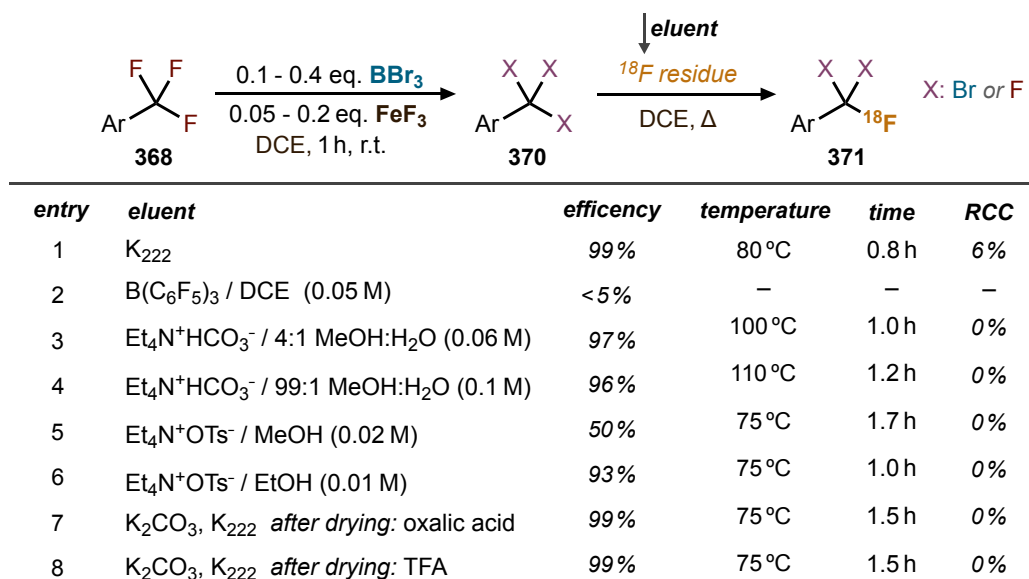 eluent
F F X X X X
0.1 - 0.4 eq. BBr₃ ¹⁸F residue X: Br or F
Ar F 0.05 - 0.2 eq. FeF₃ Ar X DCE, Δ Ar ¹⁸F
368 DCE, 1 h, r.t. 370 371
entry eluent efficency temperature time RCC
1 K₂₂₂ 99% 80 ºC 0.8 h 6%
2 B(C₆F₅)₃ / DCE (0.05 M) <5% – – –
3 Et₄N⁺HCO₃⁻ / 4:1 MeOH:H₂O (0.06 M) 97% 100 ºC 1.0 h 0%
4 Et₄N⁺HCO₃⁻ / 99:1 MeOH:H₂O (0.1 M) 96% 110 ºC 1.2 h 0%
5 Et₄N⁺OTs⁻ / MeOH (0.02 M) 50% 75 ºC 1.7 h 0%
6 Et₄N⁺OTs⁻ / EtOH (0.01 M) 93% 75 ºC 1.0 h 0%
7 K₂CO₃, K₂₂₂ after drying: oxalic acid 99% 75 ºC 1.5 h 0%
8 K₂CO₃, K₂₂₂ after drying: TFA 99% 75 ºC 1.5 h 0%